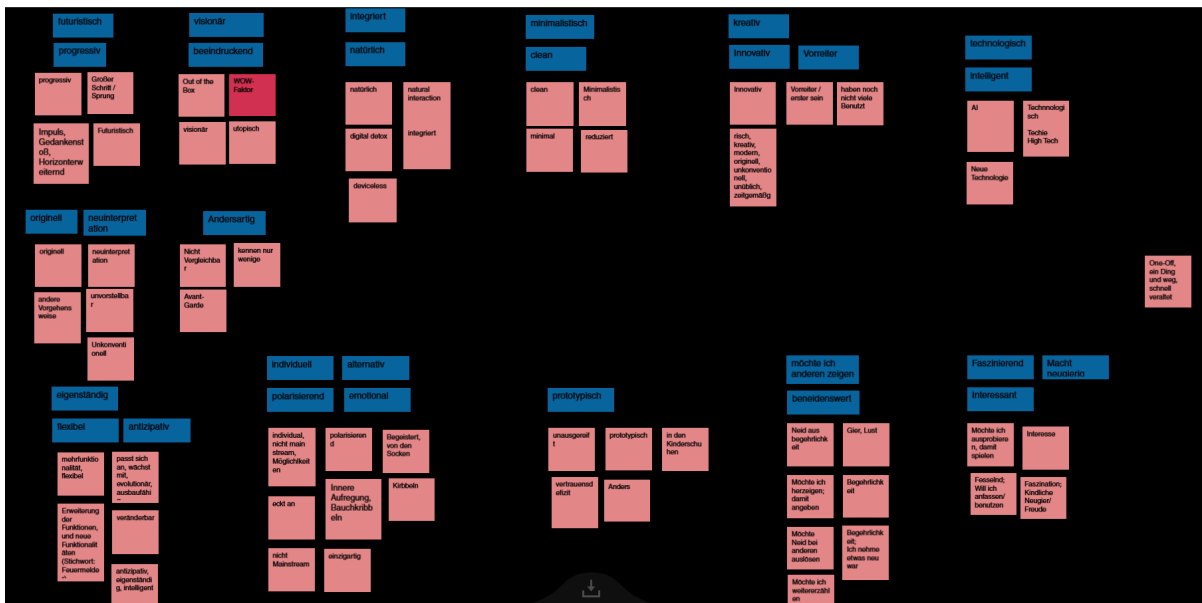 futuristisch
progressiv
progressiv
Großer
Schritt /
Sprung
Impuls,
Gedankenst
oß,
Horizonterw
eiternd
Futuristisch
visionär
beeindruckend
Out of the
Box
WOW-
Faktor
visionär
utopisch
integriert
natürlich
natürlich
natural
interaction
digital detox
integriert
deviceless
minimalistisch
clean
clean
Minimalisti
sch
minimal
reduziert
kreativ
Innovativ
Vorreiter
Innovativ
Vorreiter /
erster sein
haben noch
nicht viele
Benutzt
risch,
kreativ,
modern,
originell,
unkonventio
nell,
unüblich,
zeitgemäßg
technologisch
intelligent
AI
Technnologi
sch
Techie
High Tech
Neue
Technologie
originell
neuinterpret
ation
originell
neuinterpret
ation
andere
Vorgehens
weise
unvorstellba
r
Unkonventi
onell
Andersartig
Nicht
Vergleichba
r
kennen nur
wenige
Avant-
Garde
One-Off,
ein Ding
und weg,
schnell
veraltet
eigenständig
flexibel
antizipativ
mehrfunktio
nalität,
flexibel
passt sich
an, wächst
mit,
evolutionär,
ausbaufähi
Erweiterung
der
Funktionen,
und neue
Funktionali
täten
(Stichwort:
Feuermelde
veränderbar
antizipativ,
eigenständi
g, intelligent
individuell
alternativ
polarisierend
emotional
individual,
nicht main
stream,
Möglichkeit
en
polarisieren
d
Begeistert,
von den
Socken
eckt an
Innere
Aufregung,
Bauchkribb
eln
Kirbbeln
nicht
Mainstream
einzigartig
prototypisch
unausgereif
t
prototypisch
in den
Kinderschu
hen
vertrauensd
efizit
Anders
möchte ich
anderen zeigen
beneidenswert
Neid aus
begehrlichk
eit
Gier, Lust
Möchte ich
herzeigen;
damit
angeben
Begehrlich
keit
Möchte
Neid bei
anderen
auslösen
Begehrlichk
eit;
Ich nehme
etwas neu
war
Möchte ich
weitererzähl
en
Faszinierend
Macht
neugierig
Interessant
Möchte ich
ausprobiere
n, damit
spielen
Interesse
Fesselnd;
Will ich
anfassen/
benutzen
Faszination;
Kindliche
Neugier/
Freude